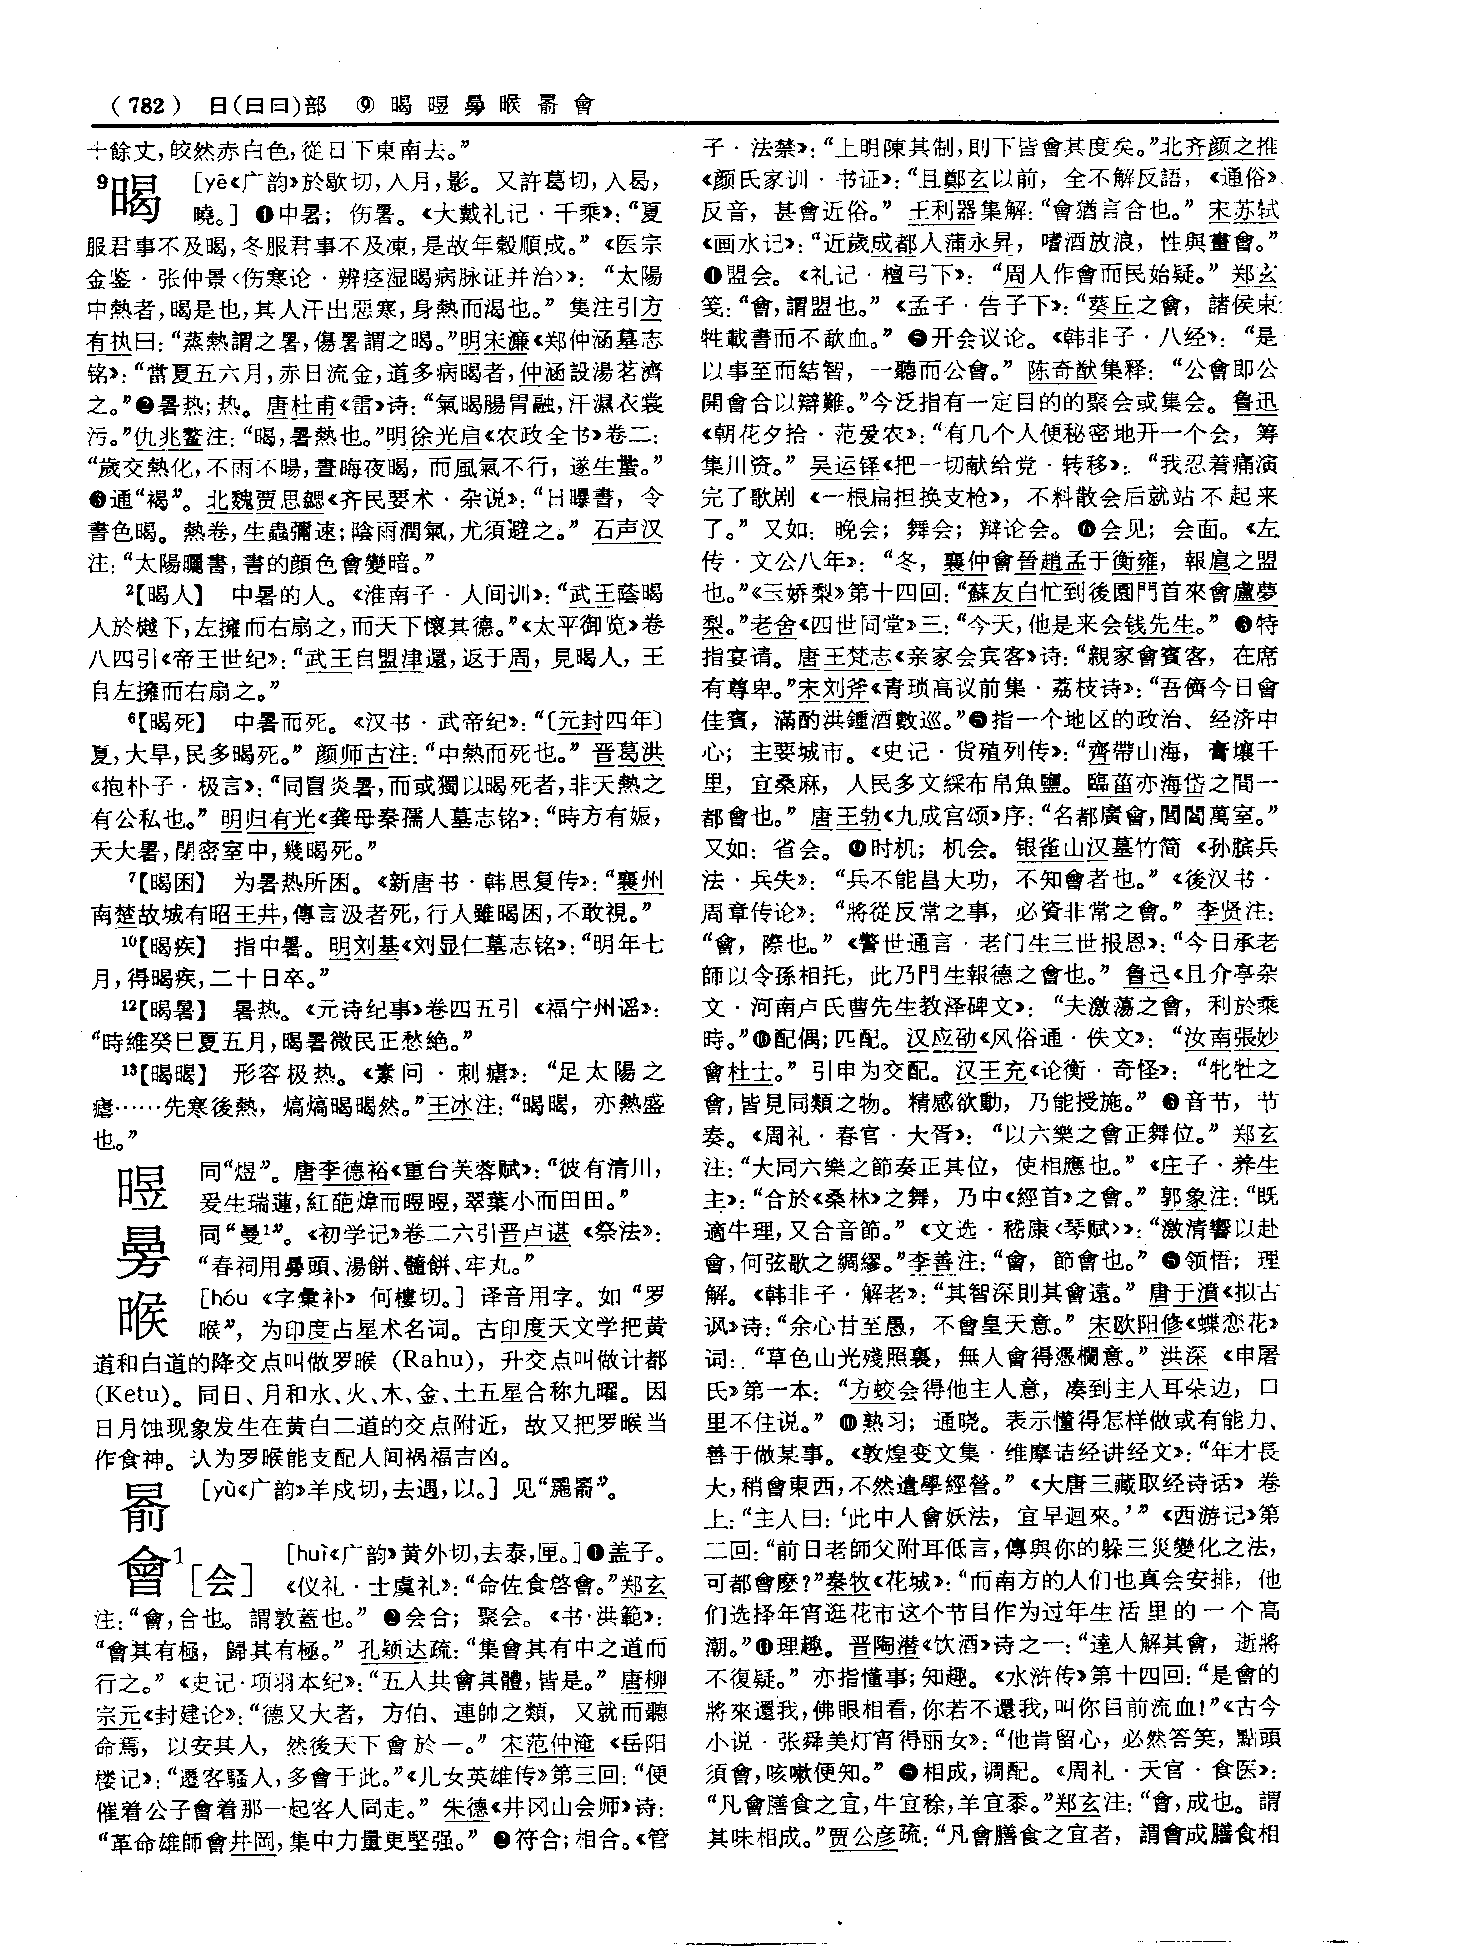 （782） 日(曰⺜)部 ⑨ 暍 㫺 暤 㬋 㬰 會
十餘丈，皎然赤白色，從日下東南去。”
⁹暍 [yē《广韵》於歇切，入月，影。又許葛切，入曷，
曉。] ❶中暑；伤暑。《大戴礼记·千乘》：“夏
服君事不及暍，冬服君事不及凍，是故年穀順成。”《医宗
金鉴·张仲景〈伤寒论·辨痉湿暍病脉证并治〉》：“太陽
中熱者，暍是也，其人汗出惡寒，身熱而渴也。”集注引方
有执曰：“蒸熱謂之暑，傷暑謂之暍。”明宋濂《郑仲涵墓志
铭》：“當夏五六月，赤日流金，道多病暍者，仲涵設湯茗濟
之。”❷暑热；热。唐杜甫《雷》诗：“氣暍腸胃融，汗濕衣裳
污。”仇兆鳌注：“暍，暑熱也。”明徐光启《农政全书》卷二：
“歲交熱化，不雨不暘，晝晦夜暍，而風氣不行，遂生蟿。”
❸通“褐”。北魏贾思勰《齐民要术·杂说》：“日曝書，令
書色暍。熱卷，生蟲彌速；陰雨潤氣，尤須避之。”石声汉
注：“太陽曬書，書的顔色會變暗。”
²【暍人】 中暑的人。《淮南子·人间训》：“武王蔭暍
人於樾下，左擁而右扇之，而天下懷其德。”《太平御览》卷
八四引《帝王世纪》：“武王自盟津還，返于周，見暍人，王
自左擁而右扇之。”
⁶【暍死】 中暑而死。《汉书·武帝纪》：“〔元封四年〕
夏，大旱，民多暍死。”颜师古注：“中熱而死也。”晋葛洪
《抱朴子·极言》：“同冒炎暑，而或獨以暍死者，非天熱之
有公私也。”明归有光《龚母秦孺人墓志铭》：“時方有娠，
天大暑，閉密室中，幾暍死。”
⁷【暍困】 为暑热所困。《新唐书·韩思复传》：“襄州
南楚故城有昭王井，傳言汲者死，行人雖暍困，不敢視。”
¹⁰【暍疾】 指中暑。明刘基《刘显仁墓志铭》：“明年七
月，得暍疾，二十日卒。”
¹²【暍暑】 暑热。《元诗纪事》卷四五引《福宁州谣》：
“時維癸巳夏五月，暍暑微民正愁絶。”
¹³【暍暍】 形容极热。《素问·刺瘧》：“足太陽之
瘧……先寒後熱，熇熇暍暍然。”王冰注：“暍暍，亦熱盛
也。”
同“煜”。唐李德裕《重台芙蓉赋》：“彼有清川，
爰生瑞蓮，紅葩煒而，翠葉小而田田。”
同“曼¹”。《初学记》卷二六引晋卢谌《祭法》：
“春祠用頭、湯餅、髓餅、牢丸。”
㬋 [hóu《字彙补》何樓切。] 译音用字。如“罗
㬋”，为印度占星术名词。古印度天文学把黄
道和白道的降交点叫做罗㬋（Rahu），升交点叫做计都
(Ketu)。同日、月和水、火、木、金、土五星合称九曜。因
日月蚀现象发生在黄白二道的交点附近，故又把罗㬋当
作食神。认为罗㬋能支配人间祸福吉凶。
[yù《广韵》羊戍切，去遇，以。] 见“”。
會¹[会] [huì《广韵》黄外切，去泰，匣。]❶盖子。
《仪礼·士虞礼》：“命佐食啓會。”郑玄
注：“會，合也。謂敦蓋也。”❷会合；聚会。《书·洪範》：
“會其有極，歸其有極。”孔颖达疏：“集會其有中之道而
行之。”《史记·项羽本纪》：“五人共會其體，皆是。”唐柳
宗元《封建论》：“德又大者，方伯、連帥之類，又就而聽
命焉，以安其人，然後天下會於一。”宋范仲淹《岳阳
楼记》：“遷客騷人，多會于此。”《儿女英雄传》第三回：“便
催着公子會着那一起客人同走。”朱德《井冈山会师》诗：
“革命雄師會井岡，集中力量更堅强。”❸符合；相合。《管
子·法禁》：“上明陳其制，則下皆會其度矣。”北齐颜之推
《颜氏家训·书证》：“且鄭玄以前，全不解反語，《通俗》
反音，甚會近俗。”王利器集解：“會猶言合也。”宋苏轼
《画水记》：“近歲成都人蒲永昇，嗜酒放浪，性與畫會。”
❹盟会。《礼记·檀弓下》：“周人作會而民始疑。”郑玄
笺：“會，謂盟也。”《孟子·告子下》：“葵丘之會，諸侯束
牲載書而不歃血。”❺开会议论。《韩非子·八经》：“是
以事至而结智，一聽而公會。”陈奇猷集释：“公會即公
開會合以辯難。”今泛指有一定目的的聚会或集会。鲁迅
《朝花夕拾·范爱农》：“有几个人便秘密地开一个会，筹
集川资。”吴运铎《把一切献给党·转移》：“我忍着痛演
完了歌剧《一根扁担换支枪》，不料散会后就站不起来
了。”又如：晚会；舞会；辩论会。❻会见；会面。《左
传·文公八年》：“冬，襄仲會晉趙孟于衡雍，報扈之盟
也。”《玉娇梨》第十四回：“蘇友白忙到後園門首來會盧夢
梨。”老舍《四世同堂》三：“今天，他是来会钱先生。”❼特
指宴请。唐王梵志《亲家会宾客》诗：“親家會賓客，在席
有尊卑。”宋刘斧《青琐高议前集·荔枝诗》：“吾儕今日會
佳賓，滿酌洪鍾酒數巡。”❽指一个地区的政治、经济中
心；主要城市。《史记·货殖列传》：“齊帶山海，膏壤千
里，宜桑麻，人民多文綵布帛魚鹽。臨菑亦海岱之間一
都會也。”唐王勃《九成宫颂》序：“名都廣會，閭閻萬室。”
又如：省会。❾时机；机会。银雀山汉墓竹简《孙膑兵
法·兵失》：“兵不能昌大功，不知會者也。”《後汉书·
周章传论》：“將從反常之事，必資非常之會。”李贤注：
“會，際也。”《警世通言·老门生三世报恩》：“今日承老
師以令孫相托，此乃門生報德之會也。”鲁迅《且介亭杂
文·河南卢氏曹先生教泽碑文》：“夫激蕩之會，利於乘
時。”❿配偶；匹配。汉应劭《风俗通·佚文》：“汝南張妙
會杜士。”引申为交配。汉王充《论衡·奇怪》：“牝牡之
會，皆見同類之物。精感欲動，乃能授施。”⓫音节，节
奏。《周礼·春官·大胥》：“以六樂之會正舞位。”郑玄
注：“大同六樂之節奏正其位，使相應也。”《庄子·养生
主》：“合於《桑林》之舞，乃中《經首》之會。”郭象注：“既
適牛理，又合音節。”《文选·嵇康〈琴赋〉》：“激清響以赴
會，何弦歌之綢繆。”李善注：“會，節會也。”⓬领悟；理
解。《韩非子·解老》：“其智深則其會遠。”唐于濆《拟古
讽》诗：“余心甘至愚，不會皇天意。”宋欧阳修《蝶恋花》
词：“草色山光殘照裏，無人會得憑欄意。”洪深《申屠
氏》第一本：“方蛟会得他主人意，凑到主人耳朵边，口
里不住说。”⓭熟习；通晓。表示懂得怎样做或有能力、
善于做某事。《敦煌变文集·维摩诘经讲经文》：“年才長
大，稍會東西，不然遣學經營。”《大唐三藏取经诗话》卷
上：“主人曰：‘此中人會妖法，宜早迴來。’”《西游记》第
二回：“前日老師父附耳低言，傳與你的躲三災變化之法，
可都會麽？”秦牧《花城》：“而南方的人们也真会安排，他
们选择年宵逛花市这个节目作为过年生活里的一个高
潮。”⓮理趣。晋陶潜《饮酒》诗之一：“達人解其會，逝將
不復疑。”亦指懂事；知趣。《水浒传》第十四回：“是會的
將來還我，佛眼相看，你若不還我，叫你目前流血！”《古今
小说·张舜美灯宵得丽女》：“他肯留心，必然答笑，點頭
須會，咳嗽便知。”⓯相成，调配。《周礼·天官·食医》：
“凡會膳食之宜，牛宜稌，羊宜黍。”郑玄注：“會，成也。謂
其味相成。”贾公彦疏：“凡會膳食之宜者，謂會成膳食相